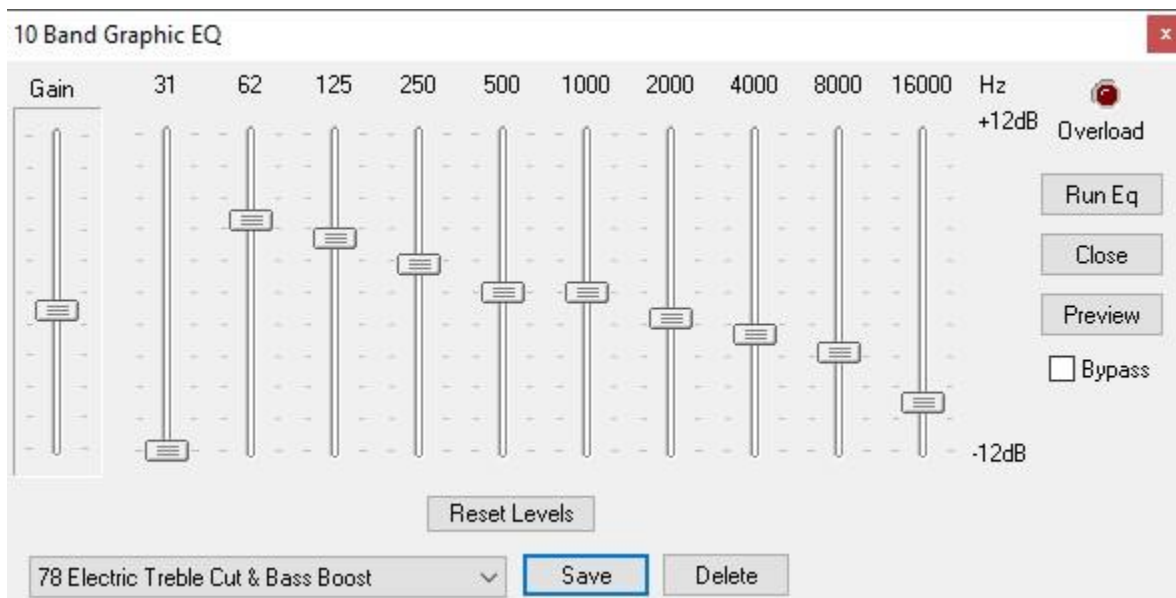 10 Band Graphic EQ
x
Gain 31 62 125 250 500 1000 2000 4000 8000 16000 Hz
+12dB
Overload
Run Eq
Close
Preview
Bypass
-12dB
Reset Levels
78 Electric Treble Cut & Bass Boost Save Delete